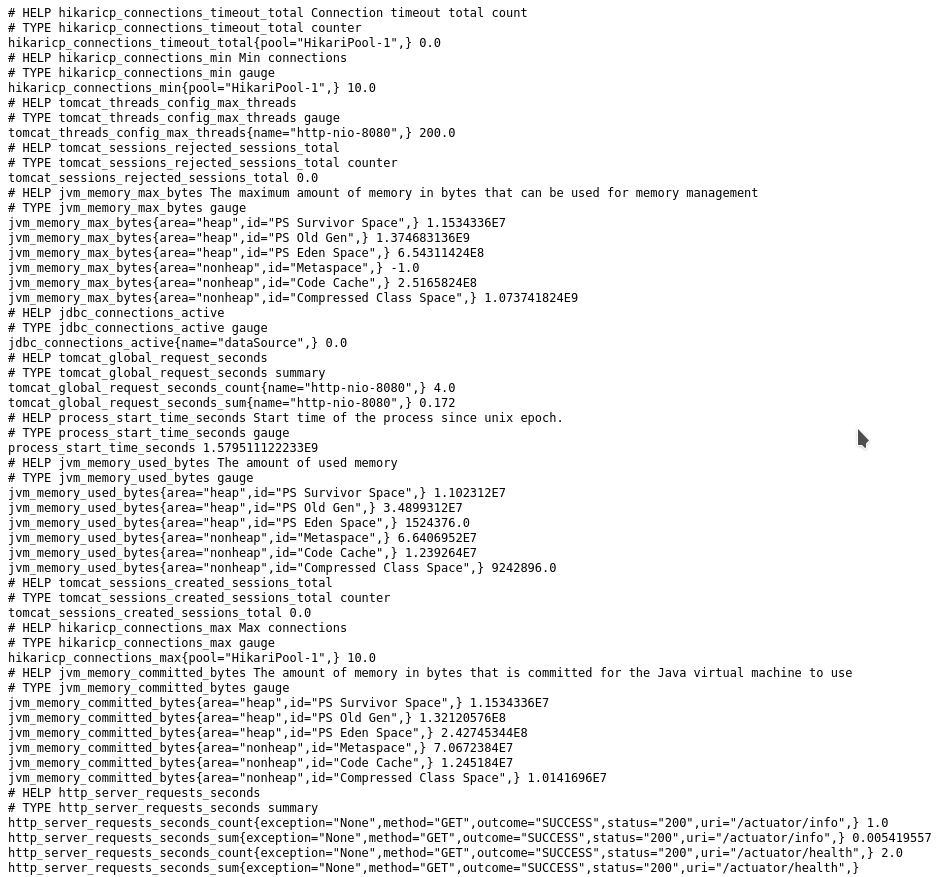 # HELP hikaricp_connections_timeout_total Connection timeout total count
# TYPE hikaricp_connections_timeout_total counter
hikaricp_connections_timeout_total{pool="HikariPool-1",} 0.0
# HELP hikaricp_connections_min Min connections
# TYPE hikaricp_connections_min gauge
hikaricp_connections_min{pool="HikariPool-1",} 10.0
# HELP tomcat_threads_config_max_threads
# TYPE tomcat_threads_config_max_threads gauge
tomcat_threads_config_max_threads{name="http-nio-8080",} 200.0
# HELP tomcat_sessions_rejected_sessions_total
# TYPE tomcat_sessions_rejected_sessions_total counter
tomcat_sessions_rejected_sessions_total 0.0
# HELP jvm_memory_max_bytes The maximum amount of memory in bytes that can be used for memory management
# TYPE jvm_memory_max_bytes gauge
jvm_memory_max_bytes{area="heap",id="PS Survivor Space",} 1.1534336E7
jvm_memory_max_bytes{area="heap",id="PS Old Gen",} 1.374683136E9
jvm_memory_max_bytes{area="heap",id="PS Eden Space",} 6.54311424E8
jvm_memory_max_bytes{area="nonheap",id="Metaspace",} -1.0
jvm_memory_max_bytes{area="nonheap",id="Code Cache",} 2.5165824E8
jvm_memory_max_bytes{area="nonheap",id="Compressed Class Space",} 1.073741824E9
# HELP jdbc_connections_active
# TYPE jdbc_connections_active gauge
jdbc_connections_active{name="dataSource",} 0.0
# HELP tomcat_global_request_seconds
# TYPE tomcat_global_request_seconds summary
tomcat_global_request_seconds_count{name="http-nio-8080",} 4.0
tomcat_global_request_seconds_sum{name="http-nio-8080",} 0.172
# HELP process_start_time_seconds Start time of the process since unix epoch.
# TYPE process_start_time_seconds gauge
process_start_time_seconds 1.579511122233E9
# HELP jvm_memory_used_bytes The amount of used memory
# TYPE jvm_memory_used_bytes gauge
jvm_memory_used_bytes{area="heap",id="PS Survivor Space",} 1.102312E7
jvm_memory_used_bytes{area="heap",id="PS Old Gen",} 3.4899312E7
jvm_memory_used_bytes{area="heap",id="PS Eden Space",} 1524376.0
jvm_memory_used_bytes{area="nonheap",id="Metaspace",} 6.6406952E7
jvm_memory_used_bytes{area="nonheap",id="Code Cache",} 1.239264E7
jvm_memory_used_bytes{area="nonheap",id="Compressed Class Space",} 9242896.0
# HELP tomcat_sessions_created_sessions_total
# TYPE tomcat_sessions_created_sessions_total counter
tomcat_sessions_created_sessions_total 0.0
# HELP hikaricp_connections_max Max connections
# TYPE hikaricp_connections_max gauge
hikaricp_connections_max{pool="HikariPool-1",} 10.0
# HELP jvm_memory_committed_bytes The amount of memory in bytes that is committed for the Java virtual machine to use
# TYPE jvm_memory_committed_bytes gauge
jvm_memory_committed_bytes{area="heap",id="PS Survivor Space",} 1.1534336E7
jvm_memory_committed_bytes{area="heap",id="PS Old Gen",} 1.32120576E8
jvm_memory_committed_bytes{area="heap",id="PS Eden Space",} 2.42745344E8
jvm_memory_committed_bytes{area="nonheap",id="Metaspace",} 7.0672384E7
jvm_memory_committed_bytes{area="nonheap",id="Code Cache",} 1.245184E7
jvm_memory_committed_bytes{area="nonheap",id="Compressed Class Space",} 1.0141696E7
# HELP http_server_requests_seconds
# TYPE http_server_requests_seconds summary
http_server_requests_seconds_count{exception="None",method="GET",outcome="SUCCESS",status="200",uri="/actuator/info",} 1.0
http_server_requests_seconds_sum{exception="None",method="GET",outcome="SUCCESS",status="200",uri="/actuator/info",} 0.005419557
http_server_requests_seconds_count{exception="None",method="GET",outcome="SUCCESS",status="200",uri="/actuator/health",} 2.0
http_server_requests_seconds_sum{exception="None",method="GET",outcome="SUCCESS",status="200",uri="/actuator/health",}